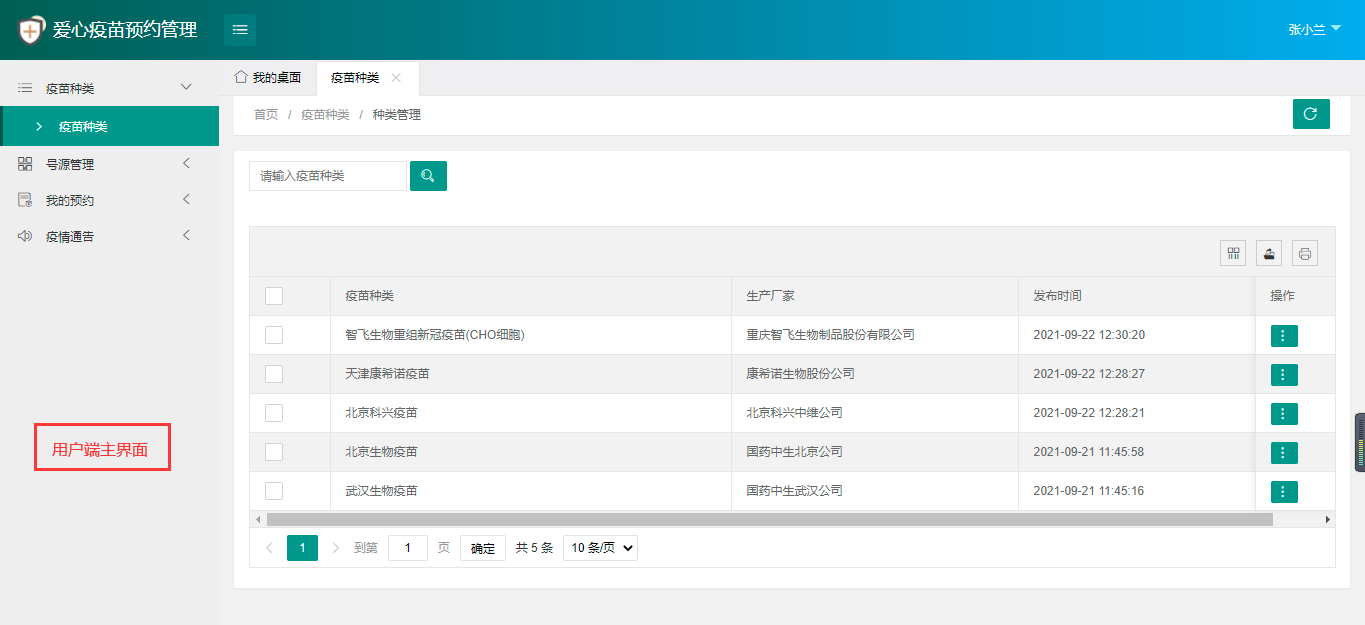 爱心疫苗预约管理
张小兰
疫苗种类
疫苗种类
号源管理
我的预约
疫情通告
用户端主界面
我的桌面 疫苗种类
首页 / 疫苗种类 / 种类管理
请输入疫苗种类
疫苗种类 生产厂家 发布时间 操作
智飞生物重组新冠疫苗(CHO细胞) 重庆智飞生物制品股份有限公司 2021-09-22 12:30:20
天津康希诺疫苗 康希诺生物股份公司 2021-09-22 12:28:27
北京科兴疫苗 北京科兴中维公司 2021-09-22 12:28:21
北京生物疫苗 国药中生北京公司 2021-09-21 11:45:58
武汉生物疫苗 国药中生武汉公司 2021-09-21 11:45:16
1 到第 1 页 确定 共 5 条 10 条/页